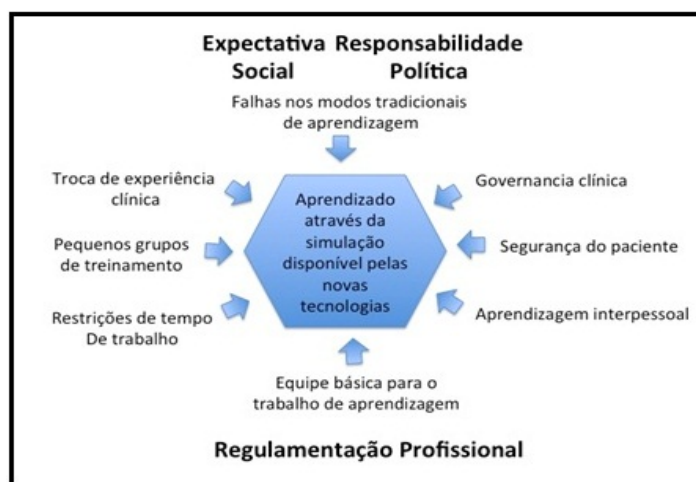 Expectativa Responsabilidade
Social Política
Falhas nos modos tradicionais
de aprendizagem
Troca de experiência
clínica
Pequenos grupos
de treinamento
Restrições de tempo
De trabalho
Aprendizado
através da
simulação
disponível pelas
novas
tecnologias
Governancia clínica
Segurança do paciente
Aprendizagem interpessoal
Equipe básica para o
trabalho de aprendizagem
Regulamentação Profissional